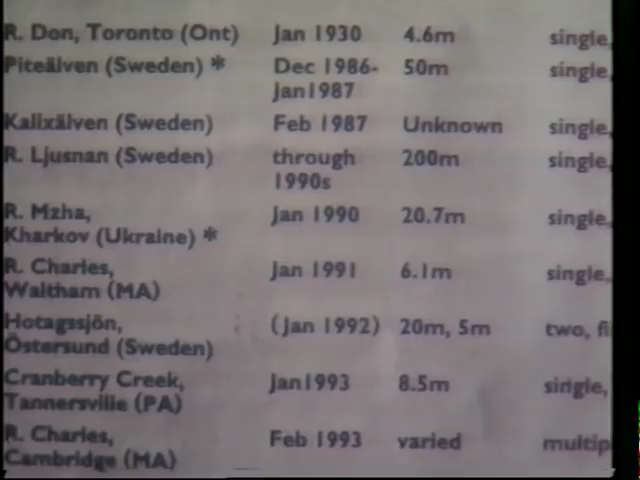 R. Don, Toronto (Ont) Jan 1930 4.6m single,
Piteälven (Sweden) * Dec 1986- 50m single,
Jan1987
Kalixälven (Sweden) Feb 1987 Unknown single,
R. Ljusnan (Sweden) through 200m single,
1990s
R. Mzha, Jan 1990 20.7m single,
Kharkov (Ukraine) *
R. Charles, Jan 1991 6.1m single,
Waltham (MA)
Hotagssjön, (Jan 1992) 20m, 5m two, fi
Östersund (Sweden)
Cranberry Creek, Jan1993 8.5m single,
Tannersville (PA)
R. Charles, Feb 1993 varied multip
Cambridge (MA)